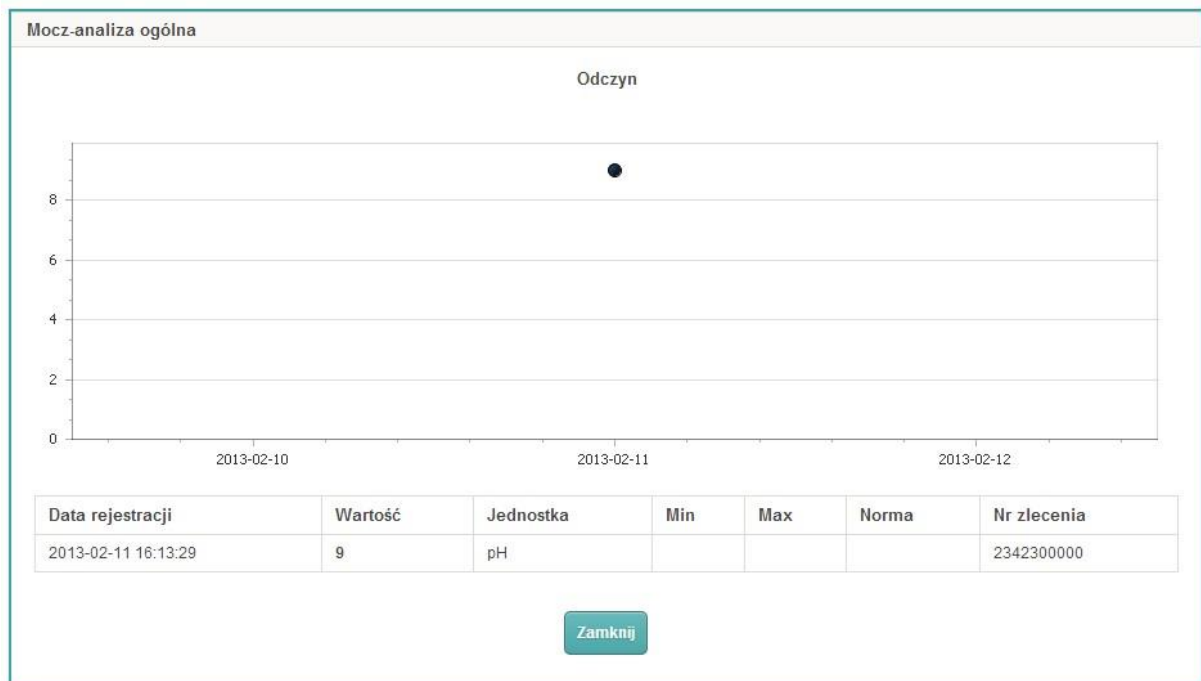 Mocz-analiza ogólna
Odczyn
8
6
4
2
0
2013-02-10 2013-02-11 2013-02-12
Data rejestracji Wartość Jednostka Min Max Norma Nr zlecenia
2013-02-11 16:13:29 9 pH 2342300000
Zamknij